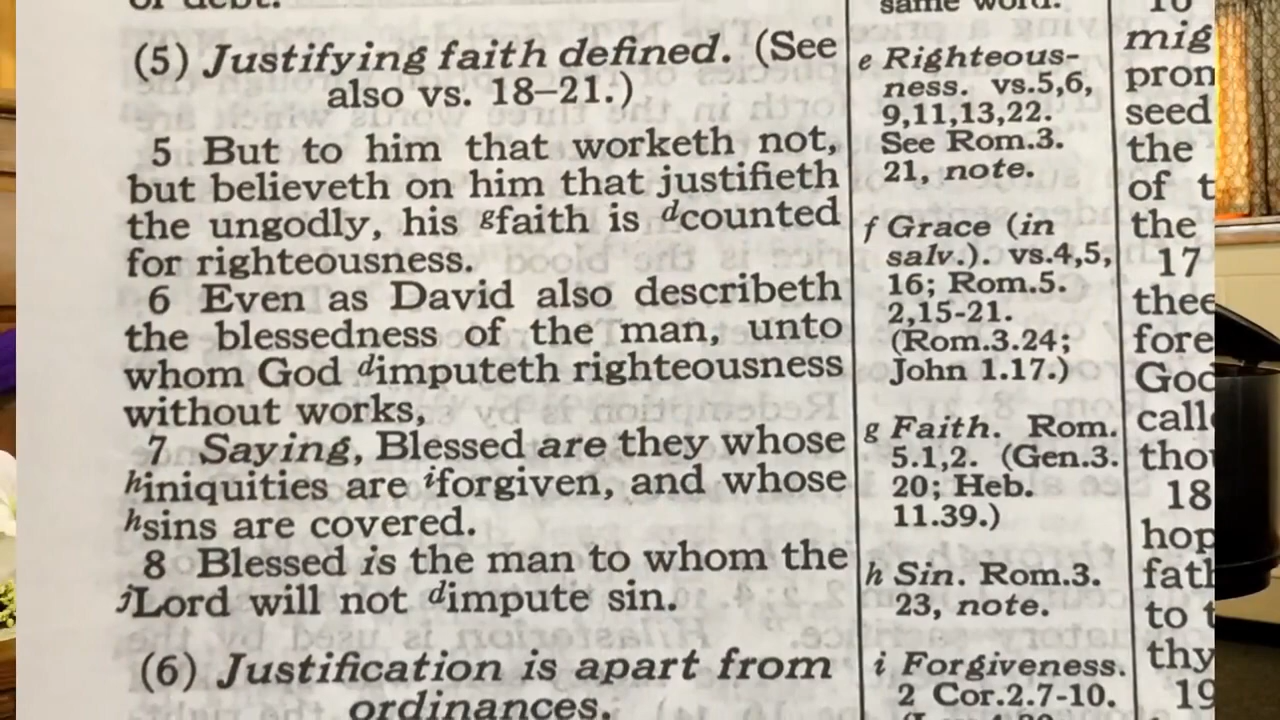 or debt.
(5) Justifying faith defined. (See
also vs. 18–21.)
5 But to him that worketh not,
but believeth on him that justifieth
the ungodly, his gfaith is dcounted
for righteousness.
6 Even as David also describeth
the blessedness of the man, unto
whom God dimputeth righteousness
without works,
7 Saying, Blessed are they whose
hiniquities are iforgiven, and whose
hsins are covered.
8 Blessed is the man to whom the
jLord will not dimpute sin.
(6) Justification is apart from
ordinances.
same word.
e Righteous-
ness. vs.5,6,
9,11,13,22.
See Rom.3.
21, note.
f Grace (in
salv.). vs.4,5,
16; Rom.5.
2,15-21.
(Rom.3.24;
John 1.17.)
g Faith. Rom.
5.1,2. (Gen.3.
20; Heb.
11.39.)
h Sin. Rom.3.
23, note.
i Forgiveness.
2 Cor.2.7-10.
mig
pron
seed
the
of t
the
17
thee
fore
God
call
thou
18
hop
fath
to t
thy
19